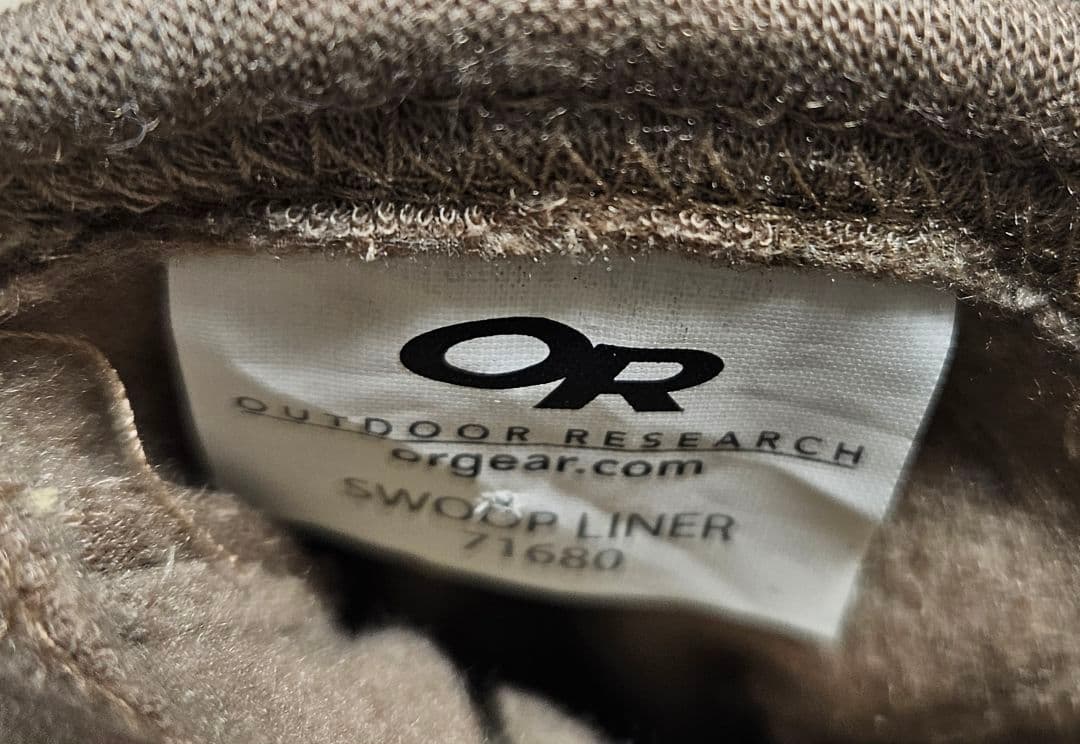 OR
OUTDOOR RESEARCH
orgear.com
SWOOP LINER
71680